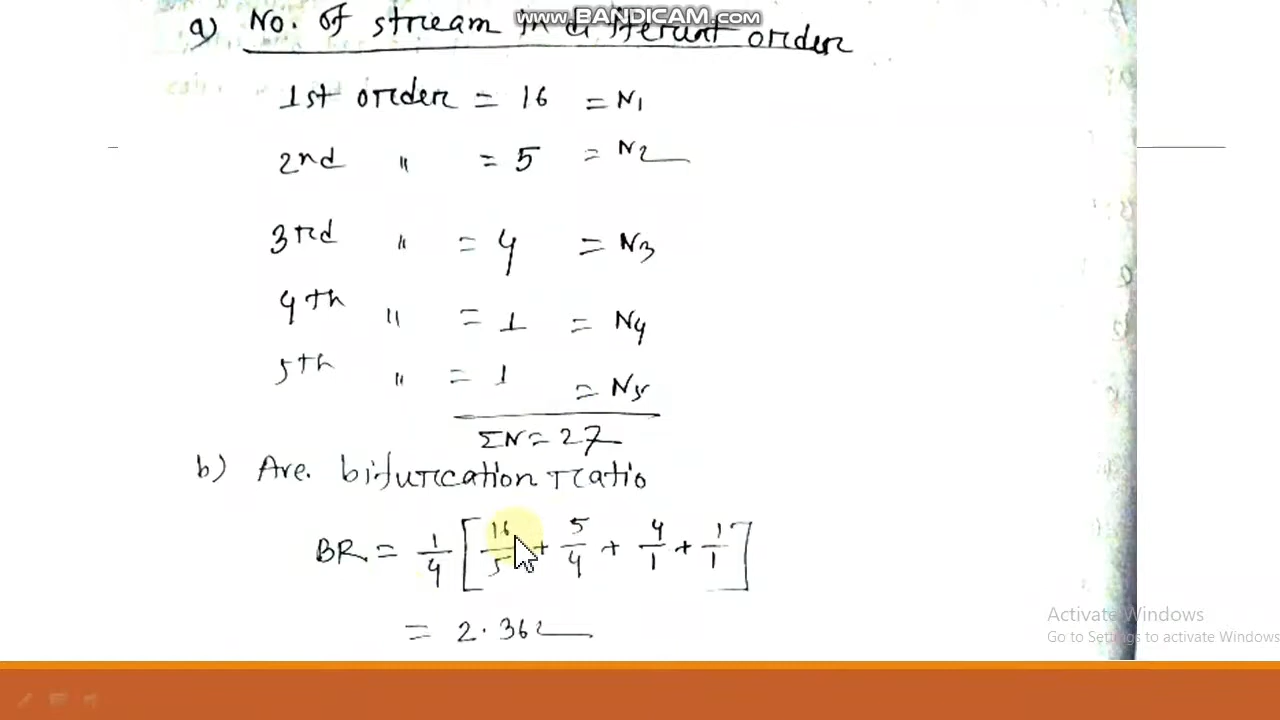 www.BANDICAM.com
a) No. of stream in different order
1st order = 16 = N1
2nd " = 5 = N2
3rd " = 4 = N3
4th " = 1 = N4
5th " = 1 = N5
ΣN = 27
b) Ave. bifurcation ratio
BR = 1/4 [16/5 + 5/4 + 4/1 + 1/1]
= 2.362
Activate Windows
Go to Settings to activate Windows